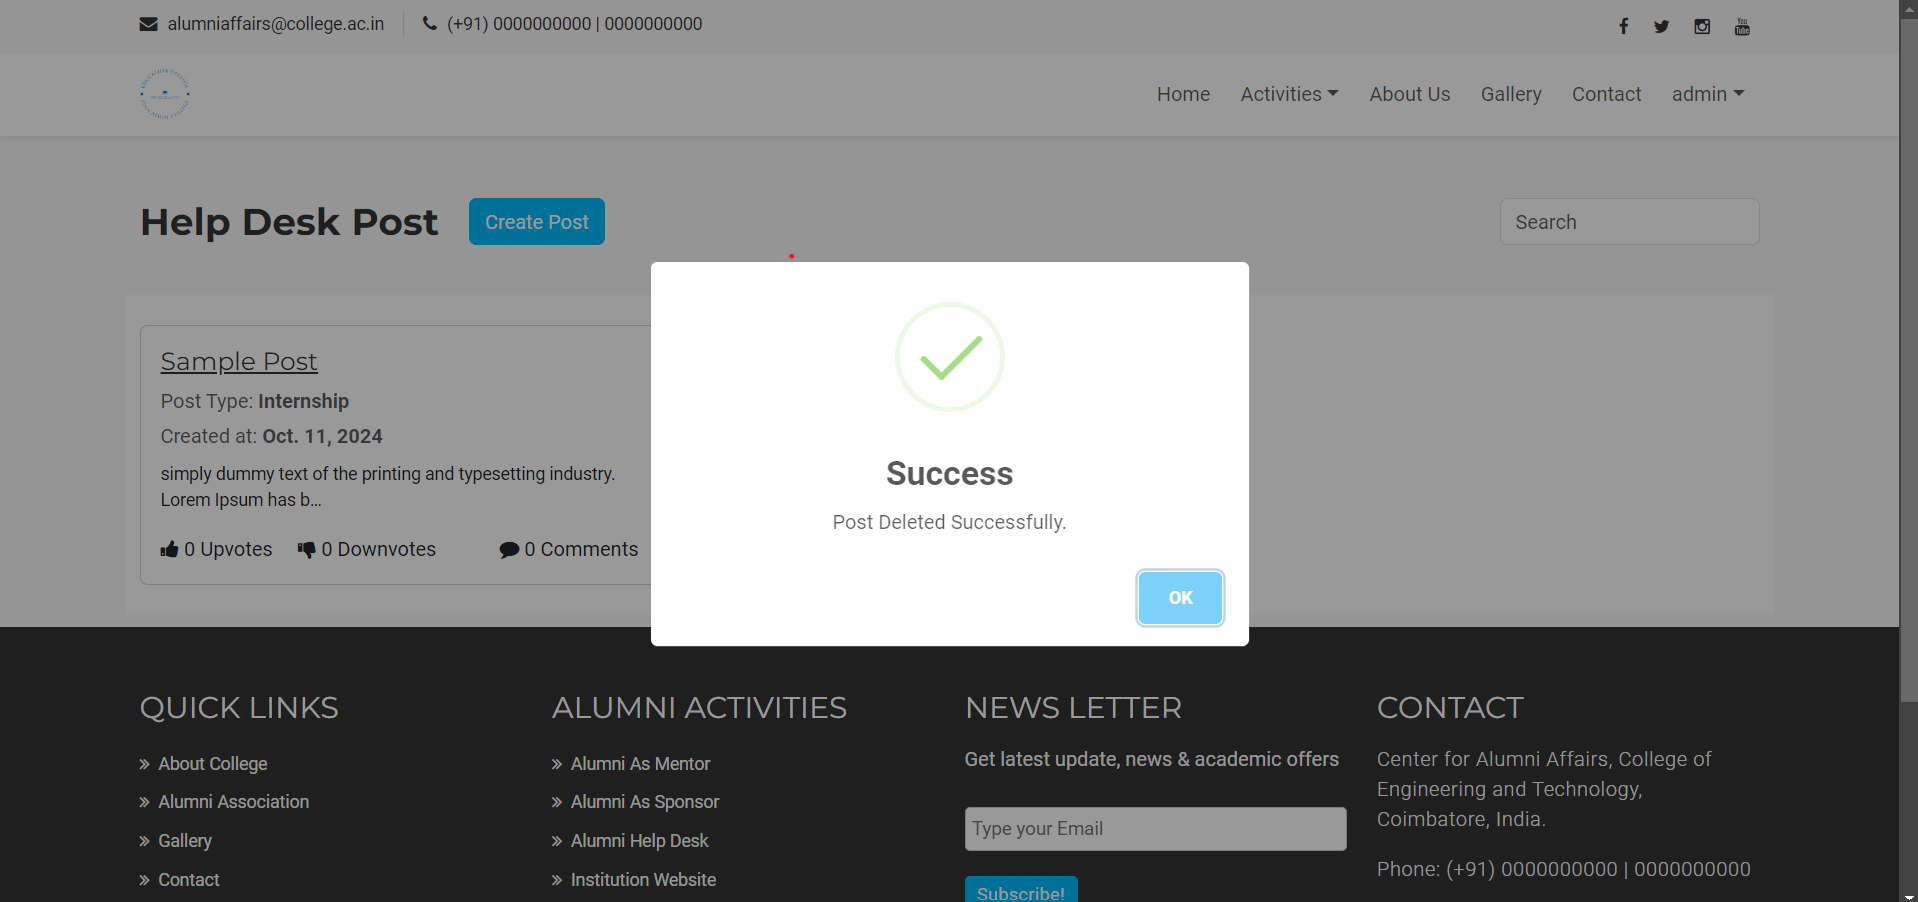 alumniaffairs@college.ac.in (+91) 0000000000 | 0000000000
Home Activities About Us Gallery Contact admin
Help Desk Post Create Post Search
Sample Post
Post Type: Internship
Created at: Oct. 11, 2024
simply dummy text of the printing and typesetting industry.
Lorem Ipsum has b...
0 Upvotes 0 Downvotes 0 Comments
Success
Post Deleted Successfully.
OK
QUICK LINKS
About College
Alumni Association
Gallery
Contact
ALUMNI ACTIVITIES
Alumni As Mentor
Alumni As Sponsor
Alumni Help Desk
Institution Website
NEWS LETTER
Get latest update, news & academic offers
Type your Email
Subscribe!
CONTACT
Center for Alumni Affairs, College of
Engineering and Technology,
Coimbatore, India.
Phone: (+91) 0000000000 | 0000000000